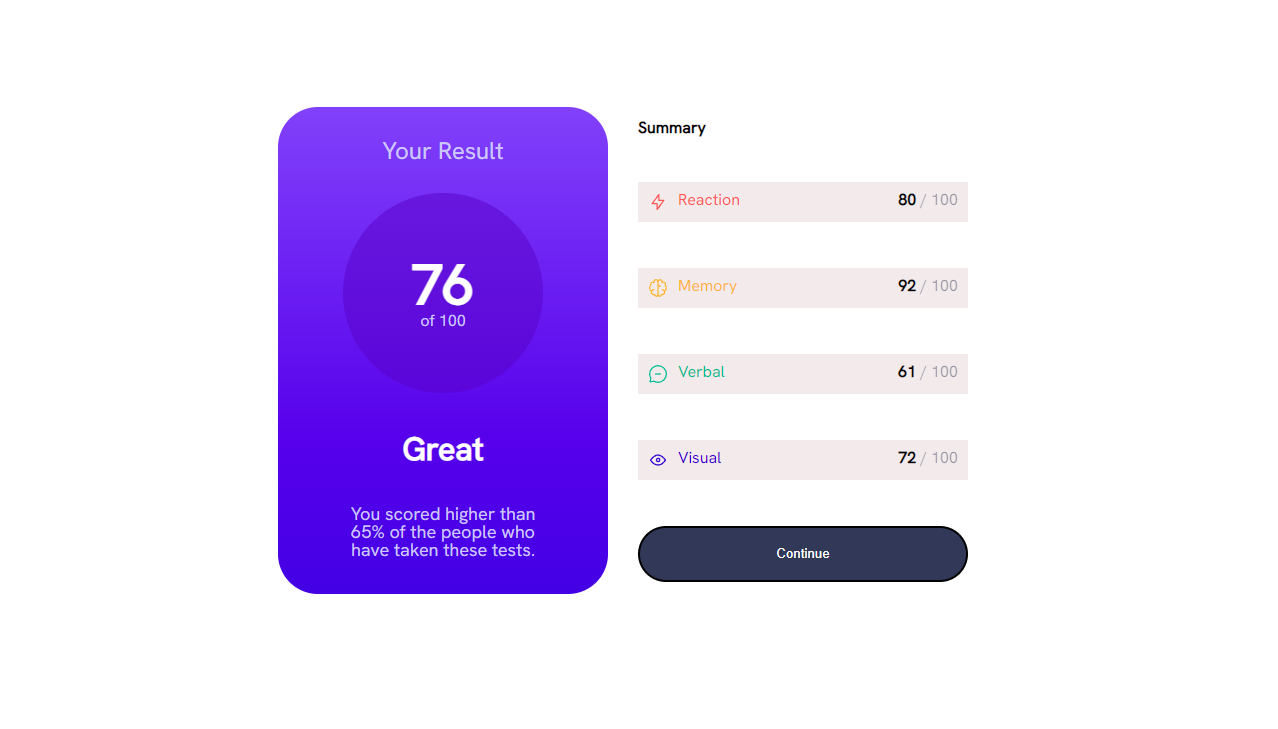 Your Result
76
of 100
Great
You scored higher than
65% of the people who
have taken these tests.
Summary
Reaction 80 / 100
Memory 92 / 100
Verbal 61 / 100
Visual 72 / 100
Continue